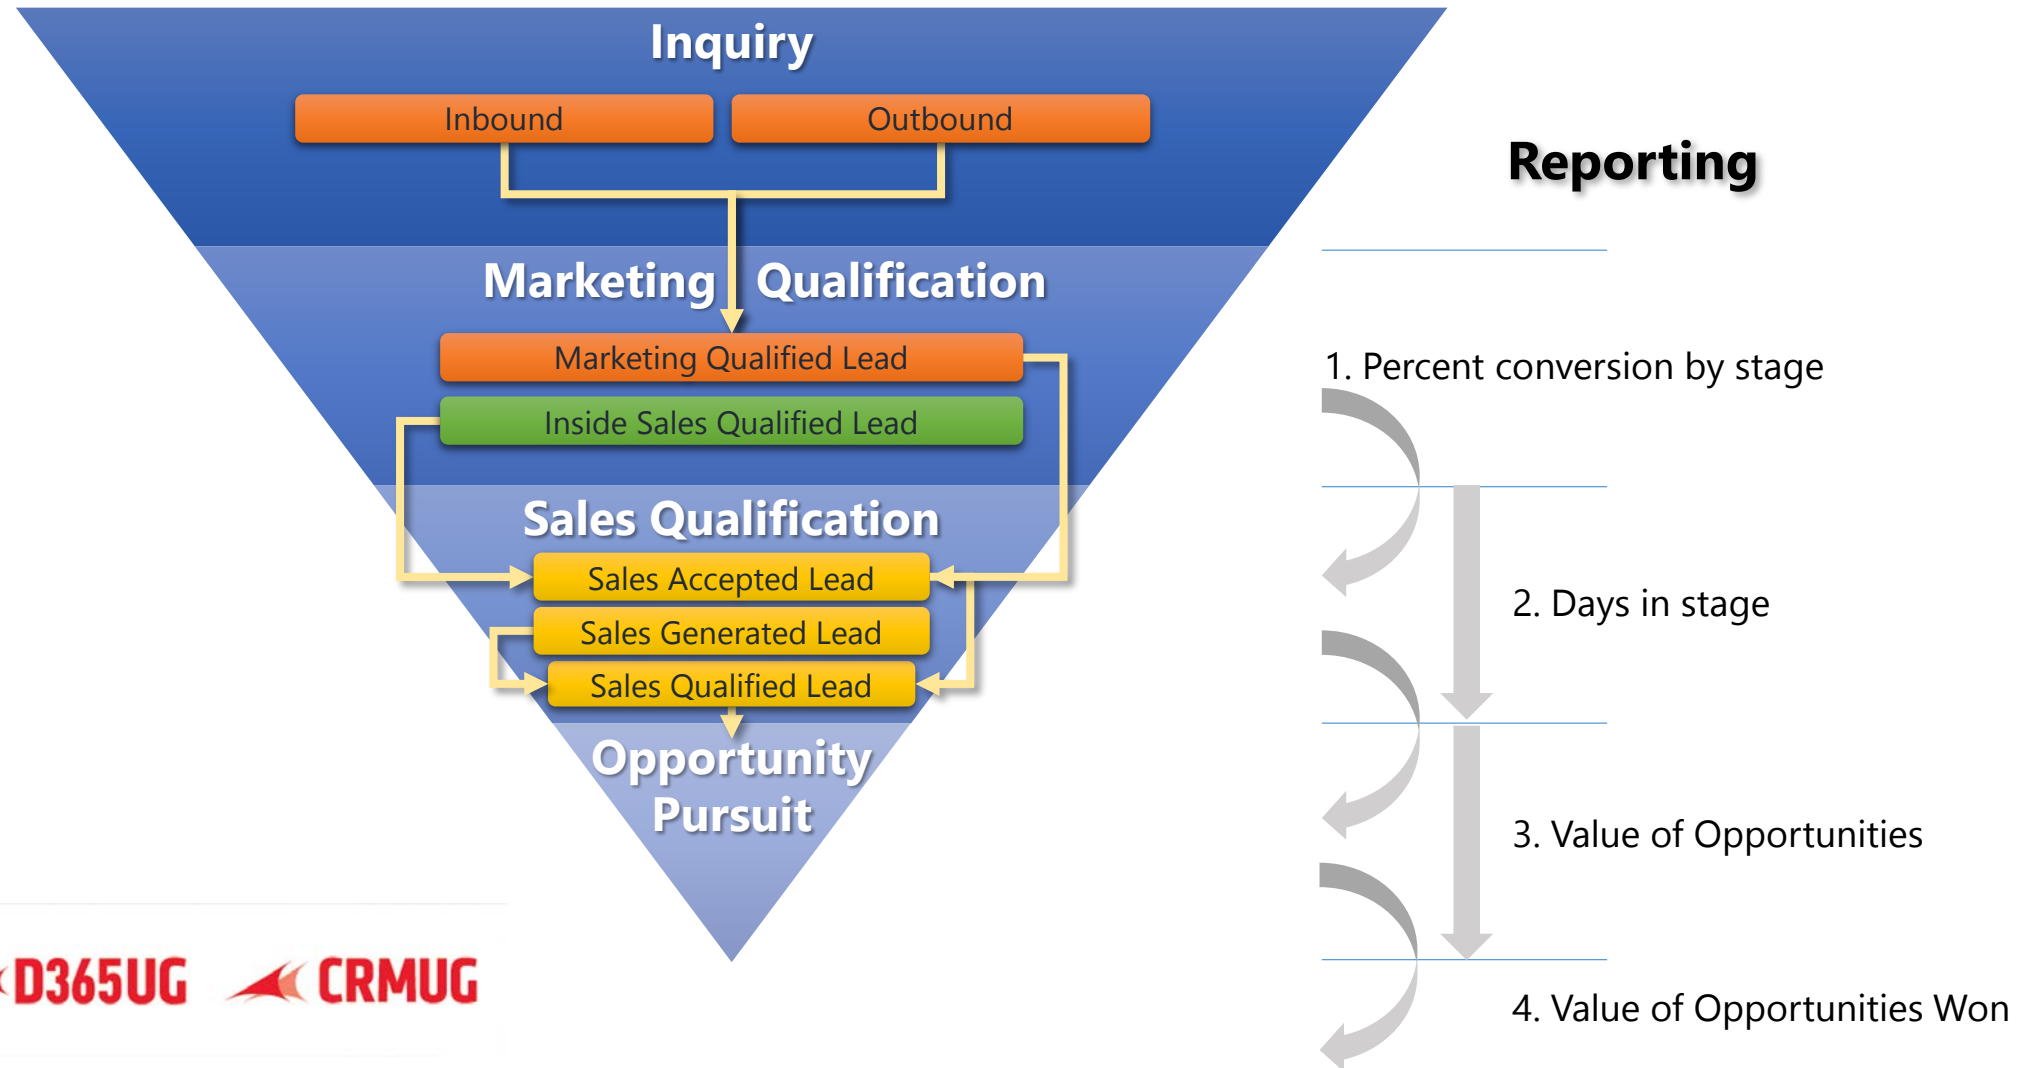 Inquiry
Inbound
Outbound
Marketing Qualification
Marketing Qualified Lead
Inside Sales Qualified Lead
Sales Qualification
Sales Accepted Lead
Sales Generated Lead
Sales Qualified Lead
Opportunity
Pursuit
Reporting
1. Percent conversion by stage
2. Days in stage
3. Value of Opportunities
4. Value of Opportunities Won
D365UG
CRMUG